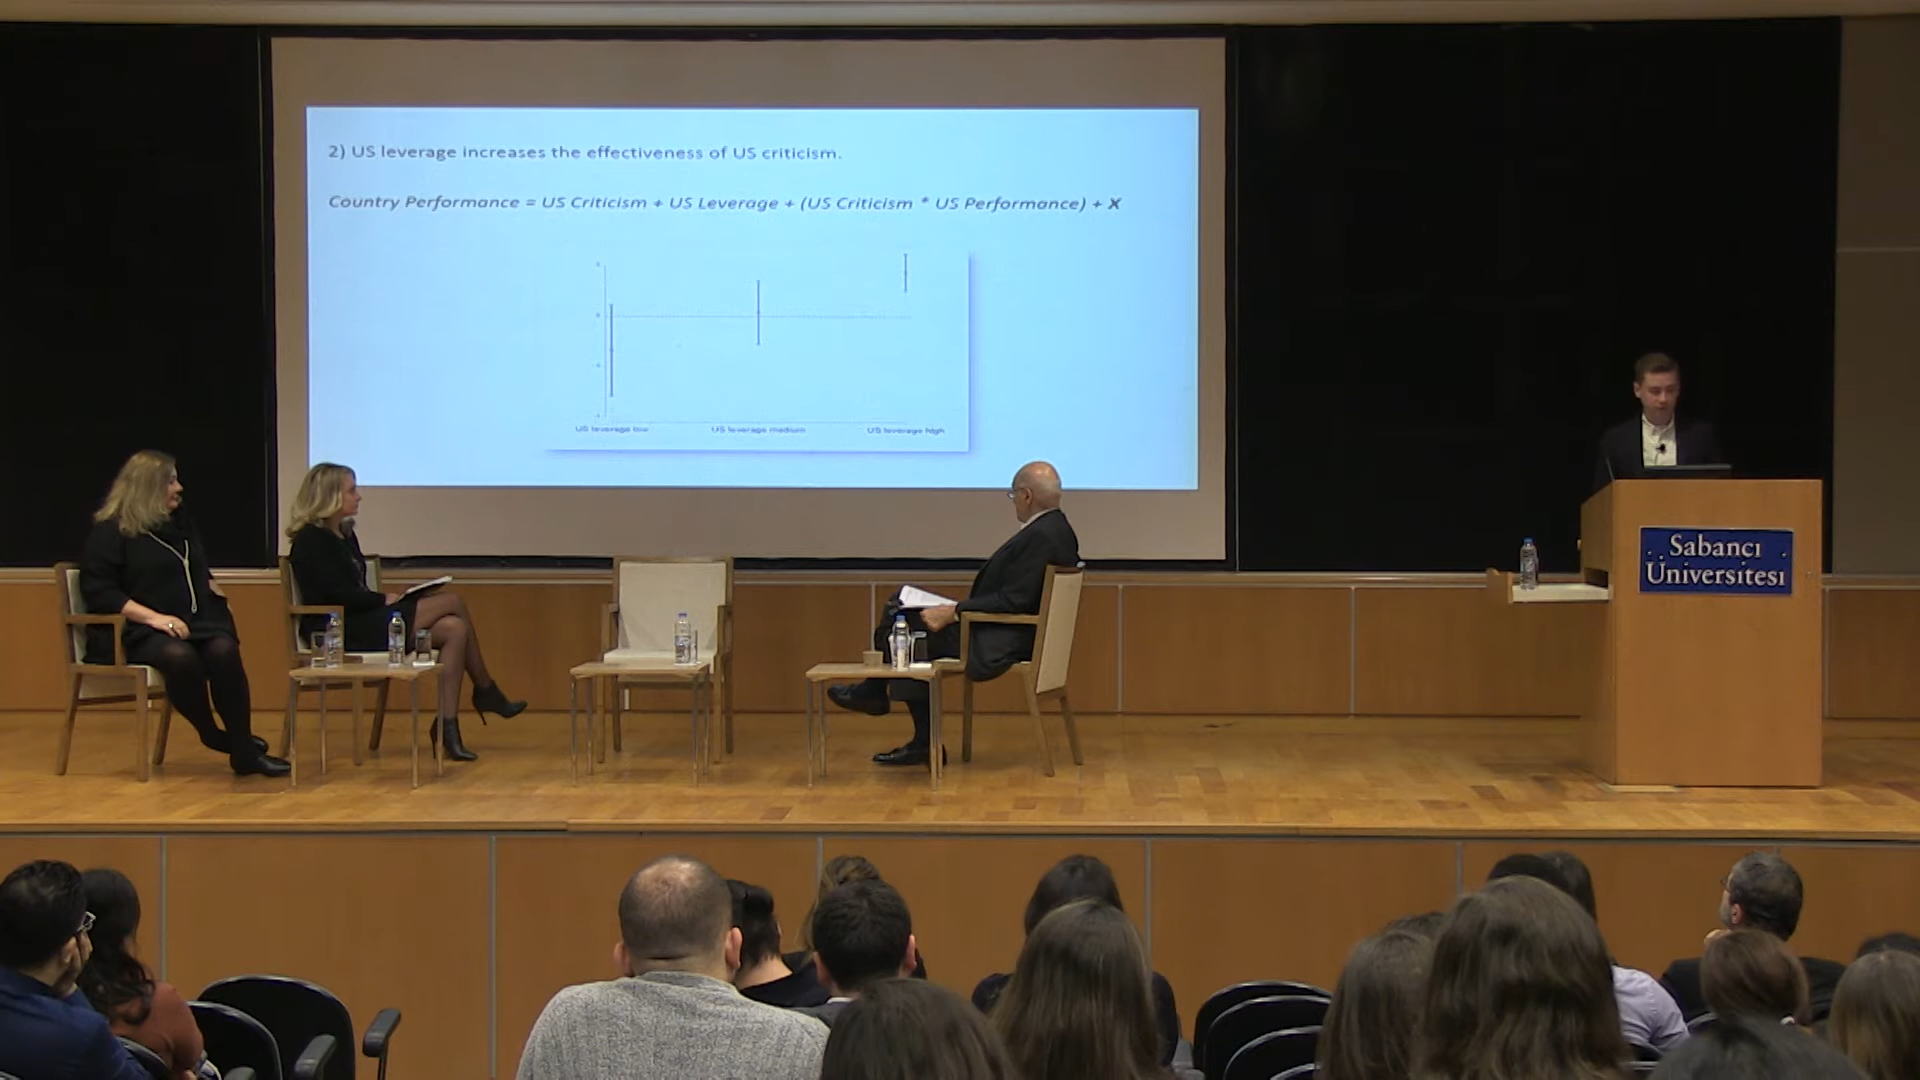 2) US leverage increases the effectiveness of US criticism.
Country Performance = US Criticism + US Leverage + (US Criticism * US Performance) + X
US leverage low
US leverage medium
US leverage high
Sabancı
Üniversitesi